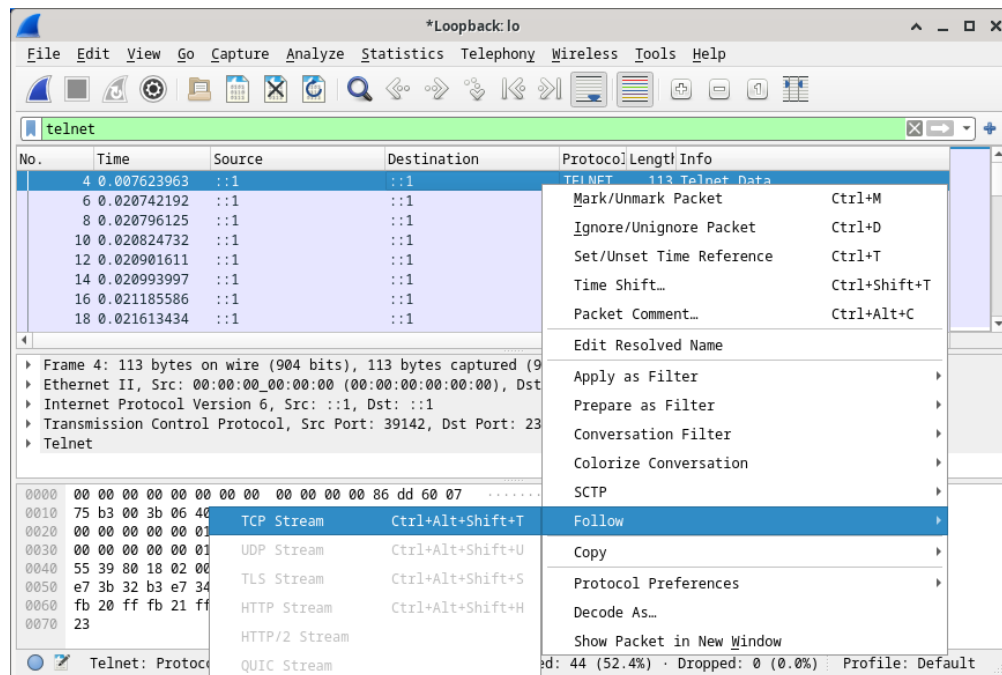 *Loopback: lo
File Edit View Go Capture Analyze Statistics Telephony Wireless Tools Help
telnet
No. Time Source Destination Protocol Length Info
4 0.007623963 ::1 ::1 TELNET 113 Telnet Data
6 0.020742192 ::1 ::1
8 0.020796125 ::1 ::1
10 0.020824732 ::1 ::1
12 0.020901611 ::1 ::1
14 0.020993997 ::1 ::1
16 0.021185586 ::1 ::1
18 0.021613434 ::1 ::1
Mark/Unmark Packet Ctrl+M
Ignore/Unignore Packet Ctrl+D
Set/Unset Time Reference Ctrl+T
Time Shift… Ctrl+Shift+T
Packet Comment… Ctrl+Alt+C
Edit Resolved Name
Apply as Filter
Prepare as Filter
Conversation Filter
Colorize Conversation
SCTP
Follow
Copy
Protocol Preferences
Decode As…
Show Packet in New Window
Frame 4: 113 bytes on wire (904 bits), 113 bytes captured (9
Ethernet II, Src: 00:00:00_00:00:00 (00:00:00:00:00:00), Dst
Internet Protocol Version 6, Src: ::1, Dst: ::1
Transmission Control Protocol, Src Port: 39142, Dst Port: 23
Telnet
0000 00 00 00 00 00 00 00 00 00 00 00 00 86 dd 60 07 ·······
0010 75 b3 00 3b 06 40
0020 00 00 00 00 00 01
0030 00 00 00 00 00 01
0040 55 39 80 18 02 00
0050 e7 3b 32 b3 e7 34
0060 fb 20 ff fb 21 ff
0070 23
TCP Stream Ctrl+Alt+Shift+T
UDP Stream Ctrl+Alt+Shift+U
TLS Stream Ctrl+Alt+Shift+S
HTTP Stream Ctrl+Alt+Shift+H
HTTP/2 Stream
QUIC Stream
Telnet: Protoc ed: 44 (52.4%) · Dropped: 0 (0.0%) Profile: Default